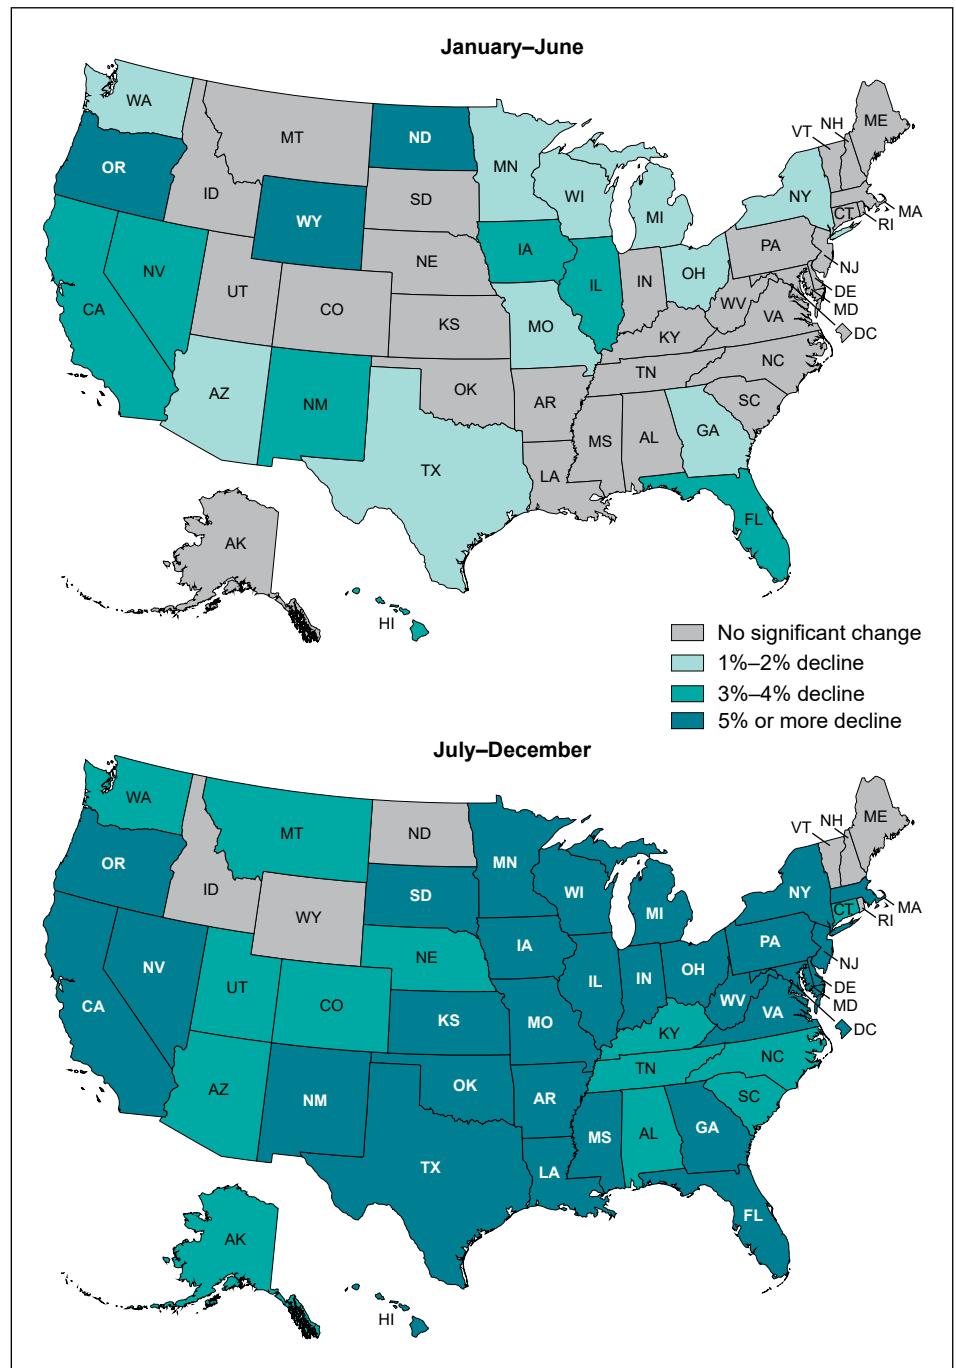 January–June
WA
MT
ND
MN
VT
NH
ME
OR
ID
SD
WI
MI
NY
MA
CT
RI
WY
NE
IA
PA
NJ
NV
UT
CO
IL
IN
OH
DE
MD
CA
KS
MO
WV
VA
DC
KY
AZ
NM
OK
AR
TN
NC
SC
TX
LA
MS
AL
GA
FL
AK
HI
No significant change
1%–2% decline
3%–4% decline
5% or more decline
July–December
WA
MT
ND
MN
VT
NH
ME
OR
ID
SD
WI
MI
NY
MA
CT
RI
WY
NE
IA
PA
NJ
NV
UT
CO
IL
IN
OH
DE
MD
CA
KS
MO
WV
VA
DC
KY
AZ
NM
OK
AR
TN
NC
SC
TX
LA
MS
AL
GA
FL
AK
HI